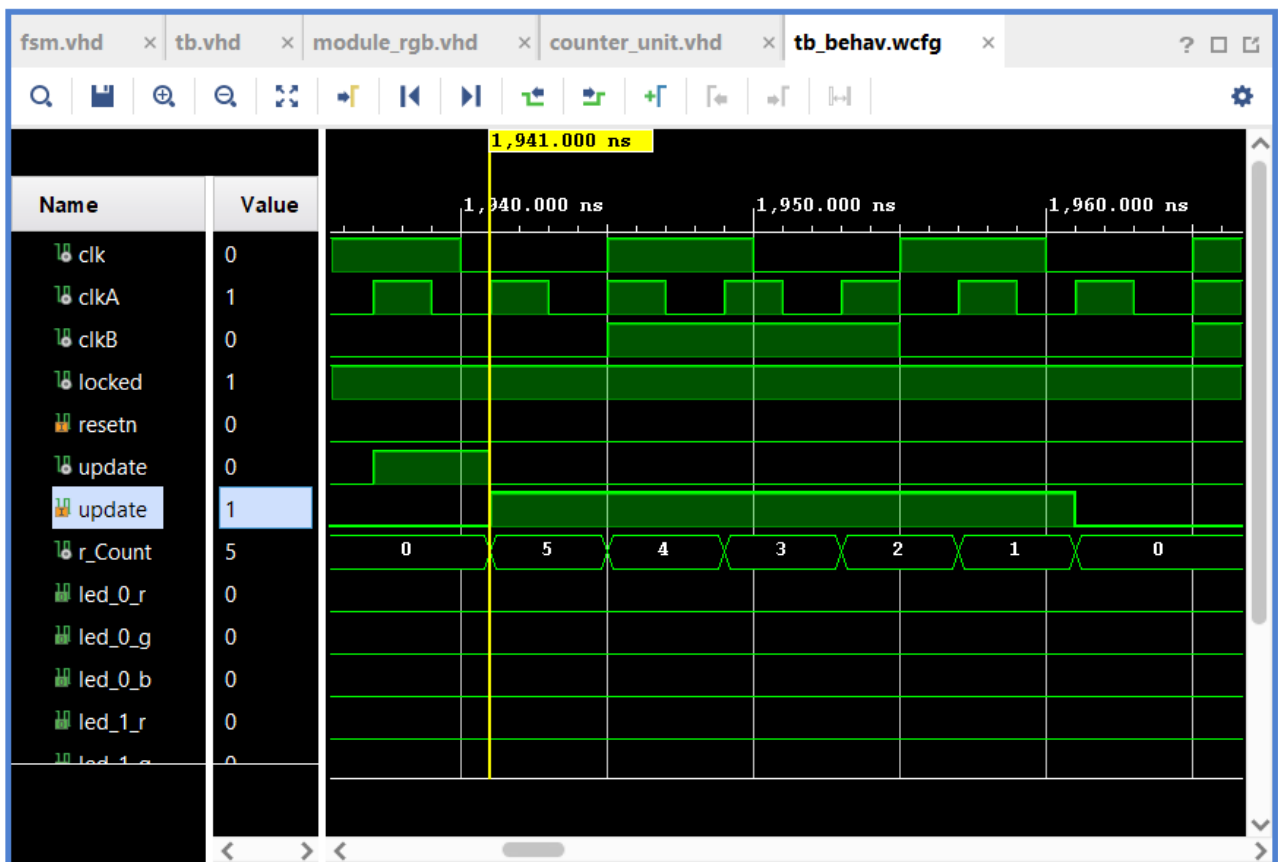 fsm.vhd × tb.vhd × module_rgb.vhd × counter_unit.vhd × tb_behav.wcfg × ?
1,941.000 ns
Name Value 1,940.000 ns 1,950.000 ns 1,960.000 ns
clk 0
clkA 1
clkB 0
locked 1
resetn 0
update 0
update 1
r_Count 5 0 5 4 3 2 1 0
led_0_r 0
led_0_g 0
led_0_b 0
led_1_r 0